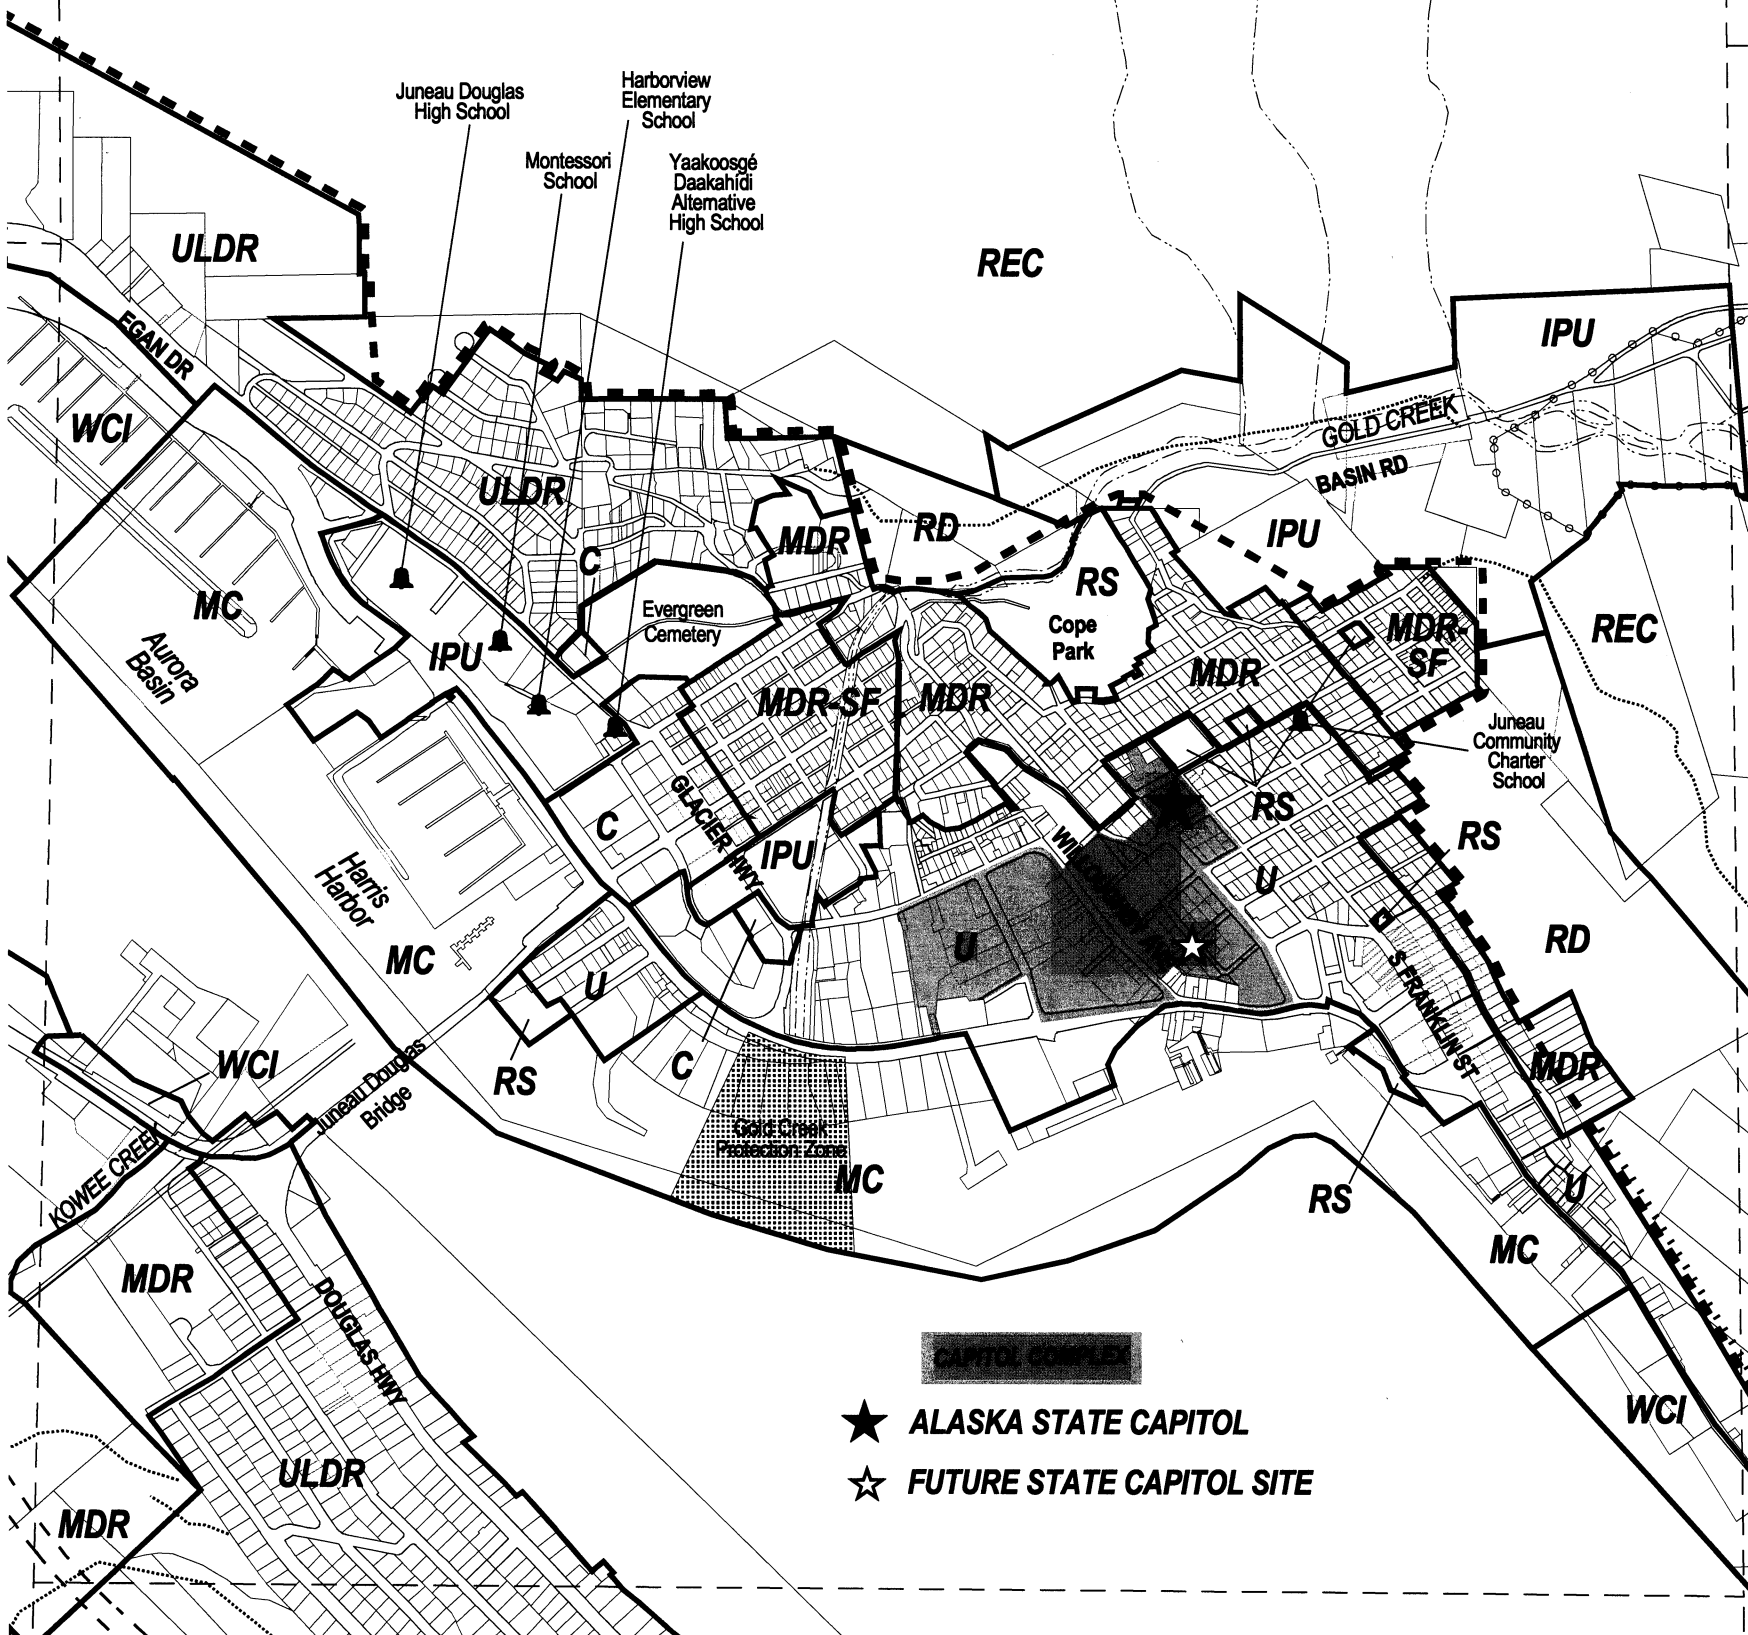 Juneau Douglas
High School
Harborview
Elementary
School
Montessori
School
Yaakoosgé
Daakahídi
Alternative
High School
ULDR
REC
EGAN DR
IPU
WCI
GOLD CREEK
BASIN RD
ULDR
MDR
RD
IPU
C
RS
MC
Evergreen
Cemetery
Cope
Park
MDR-
SF
REC
Aurora
Basin
IPU
MDR-SF
MDR
MDR
Juneau
Community
Charter
School
GLACIER HWY
C
RS
IPU
RS
Harris
Harbor
WILLOUGHBY AVE
U
MC
U
U
RD
S FRANKLIN ST
WCI
RS
C
MDR
Juneau Douglas
Bridge
Gold Creek
Protection Zone
KOWEE CREEK
MC
RS
U
MDR
MC
DOUGLAS HWY
CAPITOL COMPLEX
ALASKA STATE CAPITOL
WCI
ULDR
FUTURE STATE CAPITOL SITE
MDR